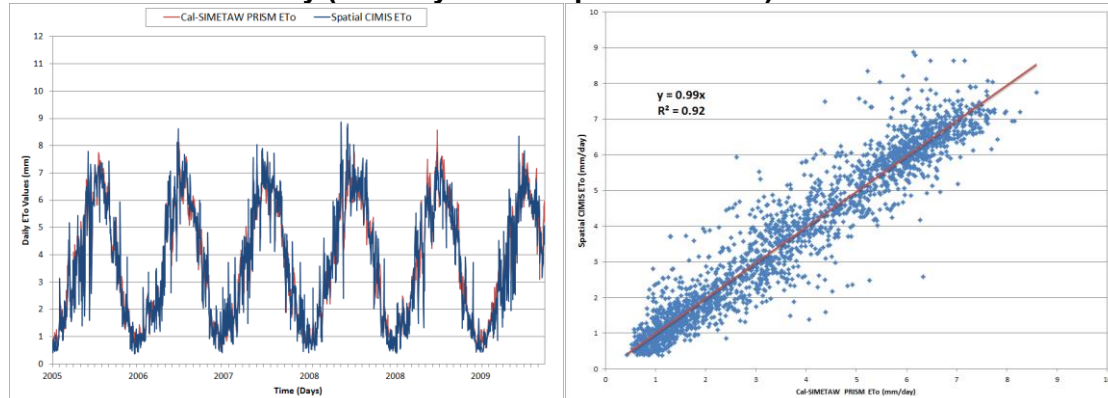 Cal-SIMETAW PRISM ETo Spatial CIMIS ETo
12
11
10
9
8
7
6
5
4
3
2
1
0
Daily ETo Values (mm)
2005 2006 2007 2008 2008 2009
Time (Days)
10
9
8
7
6
5
4
3
2
1
0
Spatial CIMIS ETo (mm/day)
y = 0.99x
R² = 0.92
0 1 2 3 4 5 6 7 8 9
Cal-SIMETAW PRISM ETo (mm/day)